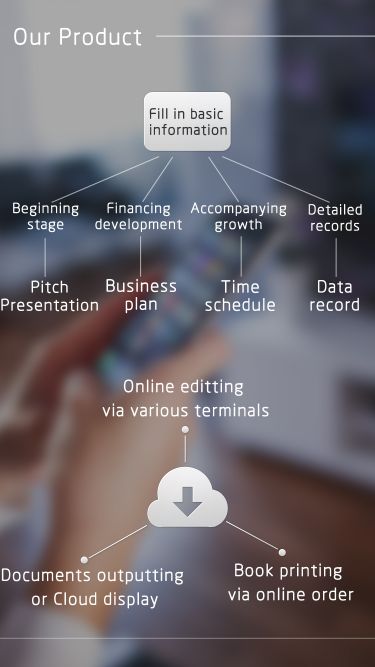 Our Product
Fill in basic
information
Beginning
stage
Financing
development
Accompanying
growth
Detailed
records
Pitch
Presentation
Business
plan
Time
schedule
Data
record
Online editting
via various terminals
Documents outputting
or Cloud display
Book printing
via online order